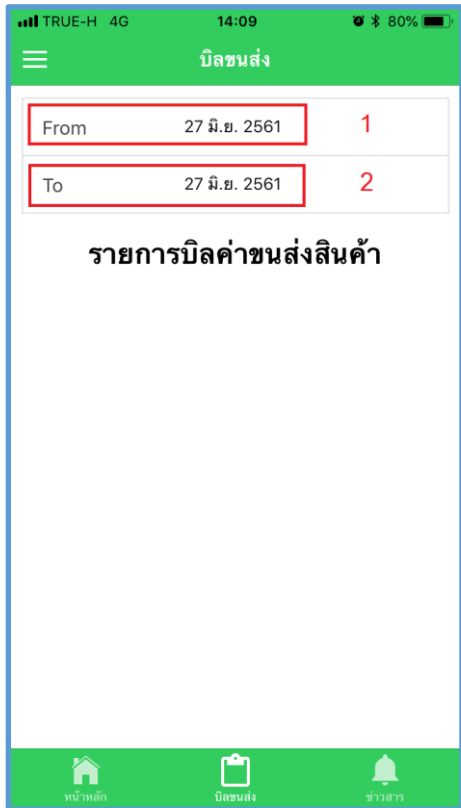 TRUE-H 4G 14:09 80%
บิลขนส่ง
From 27 มิ.ย. 2561 1
To 27 มิ.ย. 2561 2
รายการบิลค่าขนส่งสินค้า
หน้าหลัก บิลขนส่ง ข่าวสาร